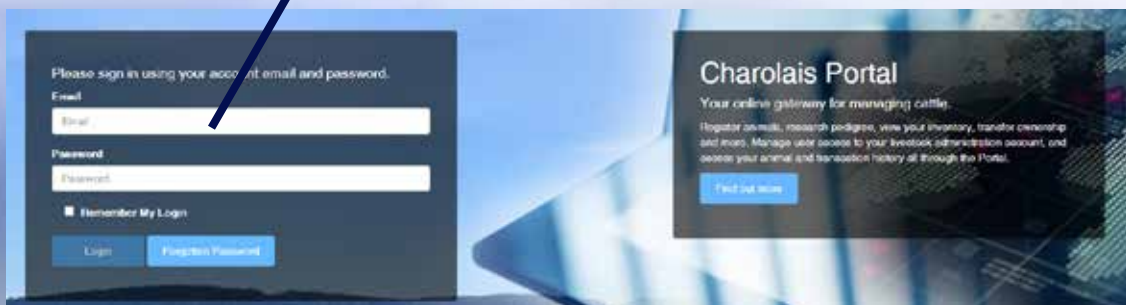 Please sign in using your account email and password.
Email
Email
Password
Password
Remember My Login
Login
Forgotten Password
Charolais Portal
Your online gateway for managing cattle.
Register animals, research pedigree, view your inventory, transfer ownership
and more. Manage user access to your livestock administration account, and
access your animal and transaction history all through the Portal.
Find out more